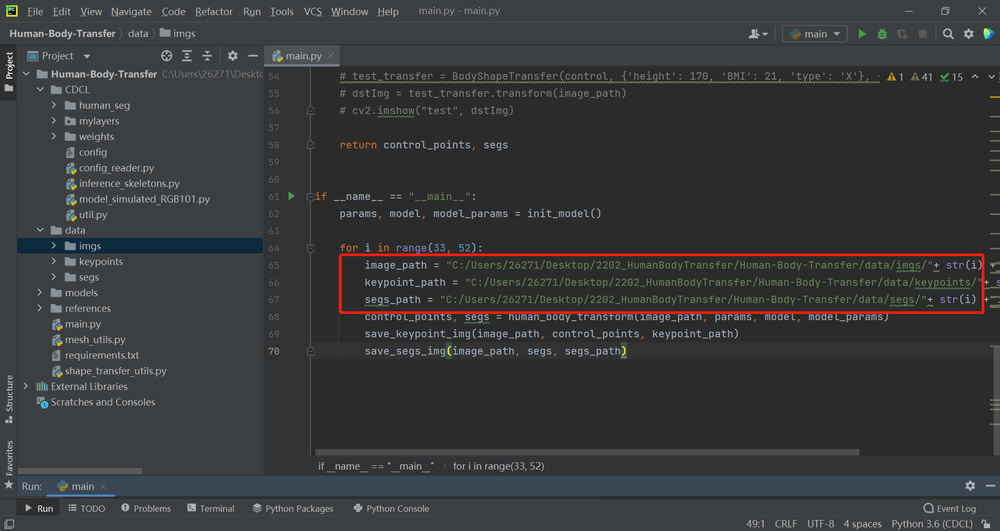 PC
File Edit View Navigate Code Refactor Run Tools VCS Window Help main.py - main.py
Human-Body-Transfer data imgs main
Project
Project main.py
Human-Body-Transfer C:\Users\26271\Deskto
CDCL
human_seg
mylayers
weights
config
config_reader.py
inference_skeletons.py
model_simulated_RGB101.py
util.py
data
imgs
keypoints
segs
models
references
main.py
mesh_utils.py
requirements.txt
shape_transfer_utils.py
External Libraries
Scratches and Consoles
Structure
Favorites
54 # test_transfer = BodyShapeTransfer(control, {'height': 170, 'BMI': 21, 'type': 'X'}, 1 41 15
55 # dstImg = test_transfer.transform(image_path)
56 # cv2.imshow("test", dstImg)
57
58 return control_points, segs
59
60
61 if __name__ == "__main__":
62 params, model, model_params = init_model()
63
64 for i in range(33, 52):
65 image_path = "C:/Users/26271/Desktop/2202_HumanBodyTransfer/Human-Body-Transfer/data/imgs/"+ str(i) +"
66 keypoint_path = "C:/Users/26271/Desktop/2202_HumanBodyTransfer/Human-Body-Transfer/data/keypoints/"+ s
67 segs_path = "C:/Users/26271/Desktop/2202_HumanBodyTransfer/Human-Body-Transfer/data/segs/"+ str(i) +".
68 control_points, segs = human_body_transform(image_path, params, model, model_params)
69 save_keypoint_img(image_path, control_points, keypoint_path)
70 save_segs_img(image_path, segs, segs_path)
if __name__ == "__main__" › for i in range(33, 52)
Run: main
Run TODO Problems Terminal Python Packages Python Console Event Log
49:1 CRLF UTF-8 4 spaces Python 3.6 (CDCL)